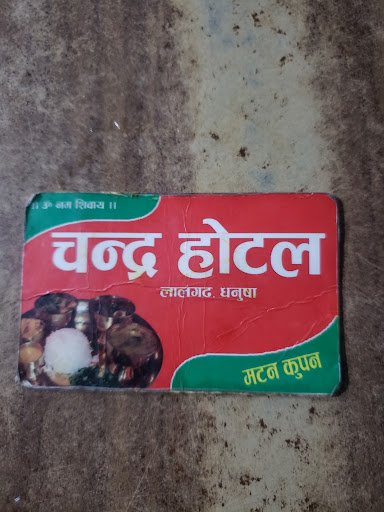 ।। ॐ नम शिवाय ।।
चन्द्र होटल
लालगढ, धनुषा
मटन कुपन